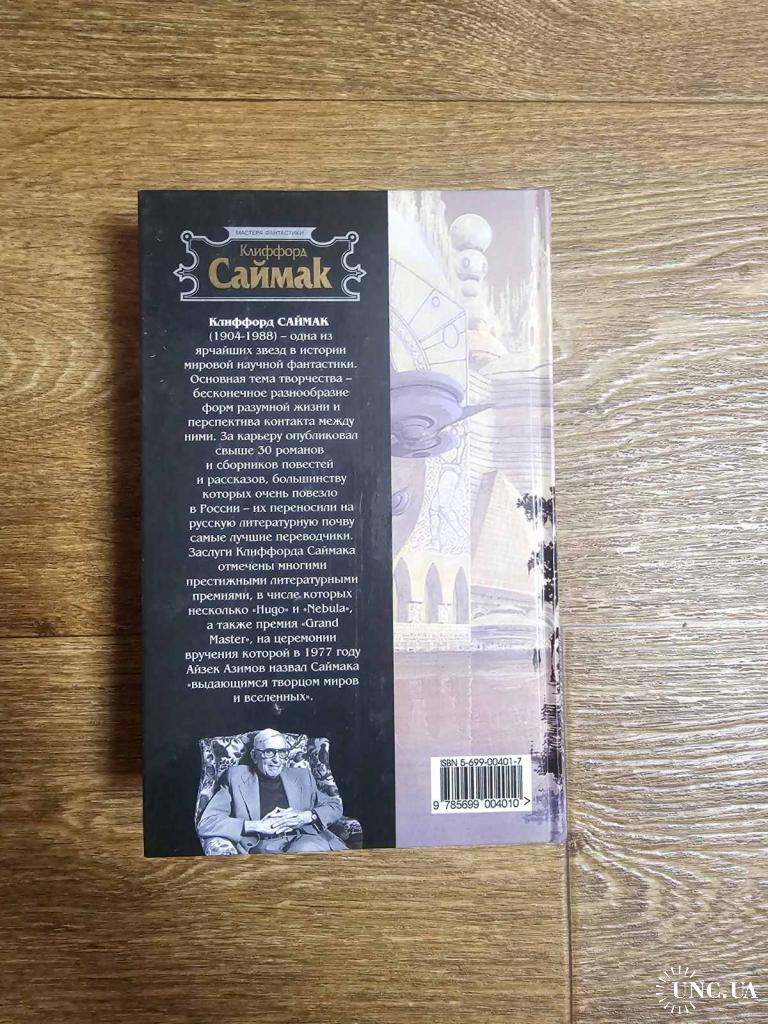 МАСТЕРА ФАНТАСТИКИ
Клиффорд
Саймак
Клиффорд САЙМАК
(1904-1988) – одна из
ярчайших звезд в истории
мировой научной фантастики.
Основная тема творчества –
бесконечное разнообразие
форм разумной жизни и
перспектива контакта между
ними. За карьеру опубликовал
свыше 30 романов
и сборников повестей
и рассказов, большинству
которых очень повезло
в России – их переносили на
русскую литературную почву
самые лучшие переводчики.
Заслуги Клиффорда Саймака
отмечены многими
престижными литературными
премиями, в числе которых
несколько «Hugo» и «Nebula»,
а также премия «Grand
Master», на церемонии
вручения которой в 1977 году
Айзек Азимов назвал Саймака
«выдающимся творцом миров
и вселенных».
ISBN 5-699-00401-7
9 785699 004010 >
UNC.UA